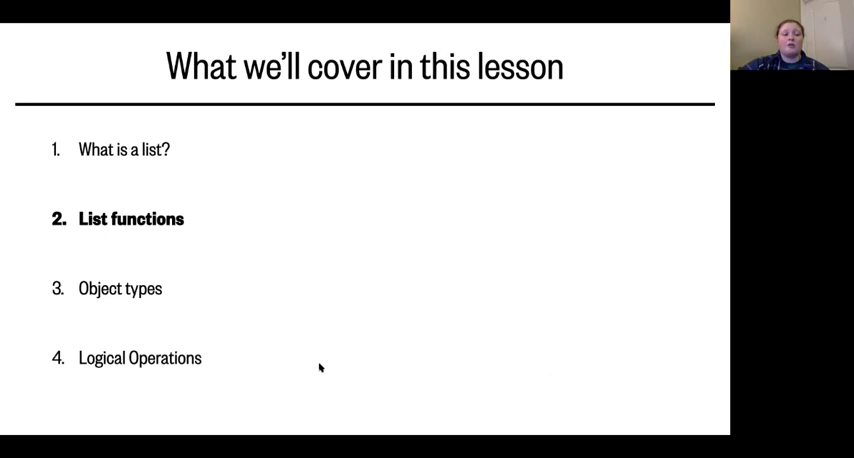 What we'll cover in this lesson
1. What is a list?
2. List functions
3. Object types
4. Logical Operations